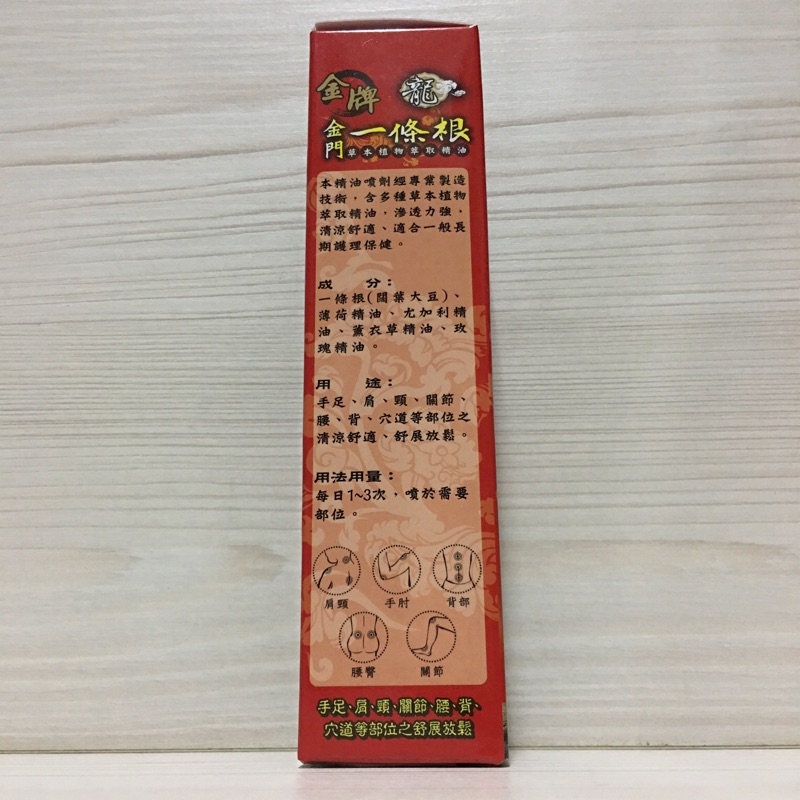 金牌 龍
金門 一條根
草本植物萃取精油
本精油噴劑經專業製造
技術,含多種草本植物
萃取精油,滲透力強,
清涼舒適、適合一般長
期護理保健。
成 分:
一條根(闊葉大豆)、
薄荷精油、尤加利精
油、薰衣草精油、玫
瑰精油。
用 途:
手足、肩、頸、關節、
腰、背、穴道等部位之
清涼舒適、舒展放鬆。
用法用量:
每日1~3次,噴於需要
部位。
肩頸 手肘 背部
腰臀 關節
手足、肩、頸、關節、腰、背、
穴道等部位之舒展放鬆